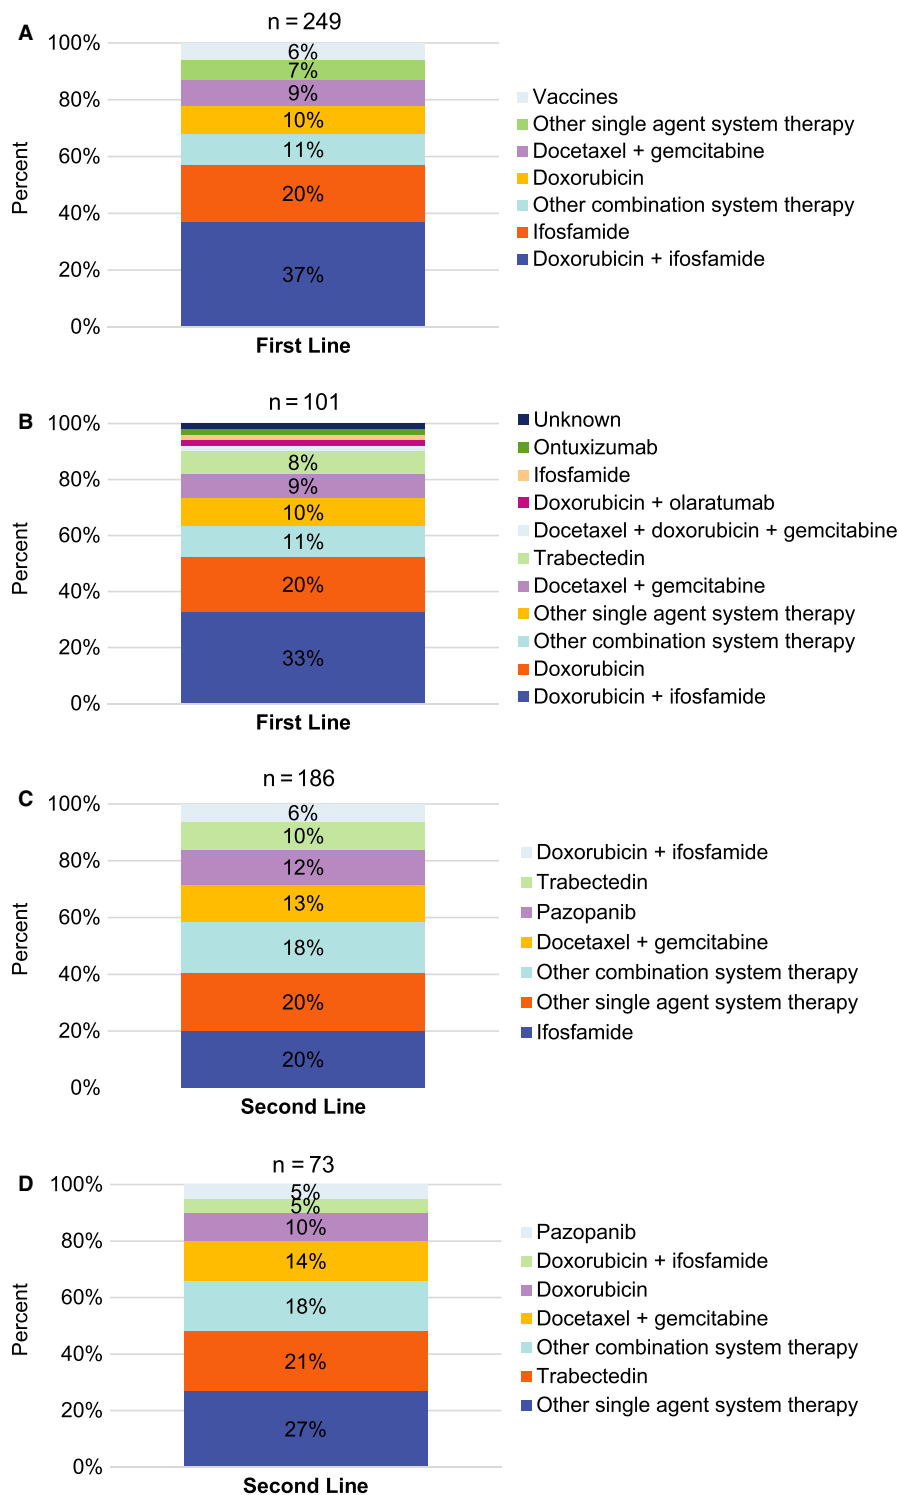 A
n = 249
100%
80%
60%
40%
20%
0%
Percent
6%
7%
9%
10%
11%
20%
37%
First Line
Vaccines
Other single agent system therapy
Docetaxel + gemcitabine
Doxorubicin
Other combination system therapy
Ifosfamide
Doxorubicin + ifosfamide
B
n = 101
100%
80%
60%
40%
20%
0%
Percent
8%
9%
10%
11%
20%
33%
First Line
Unknown
Ontuxizumab
Ifosfamide
Doxorubicin + olaratumab
Docetaxel + doxorubicin + gemcitabine
Trabectedin
Docetaxel + gemcitabine
Other single agent system therapy
Other combination system therapy
Doxorubicin
Doxorubicin + ifosfamide
C
n = 186
100%
80%
60%
40%
20%
0%
Percent
6%
10%
12%
13%
18%
20%
20%
Second Line
Doxorubicin + ifosfamide
Trabectedin
Pazopanib
Docetaxel + gemcitabine
Other combination system therapy
Other single agent system therapy
Ifosfamide
D
n = 73
100%
80%
60%
40%
20%
0%
Percent
5%
5%
10%
14%
18%
21%
27%
Second Line
Pazopanib
Doxorubicin + ifosfamide
Doxorubicin
Docetaxel + gemcitabine
Other combination system therapy
Trabectedin
Other single agent system therapy